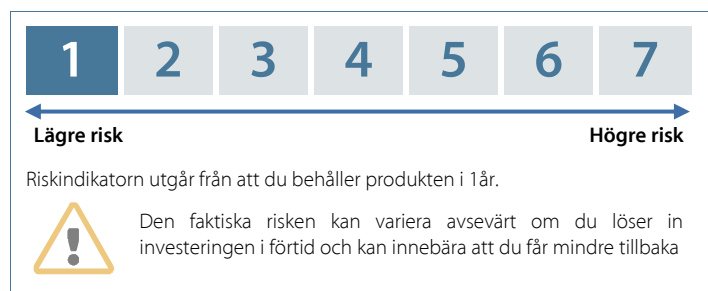 1 2 3 4 5 6 7
Lägre risk Högre risk
Riskindikatorn utgår från att du behåller produkten i 1år.
Den faktiska risken kan variera avsevärt om du löser in
investeringen i förtid och kan innebära att du får mindre tillbaka